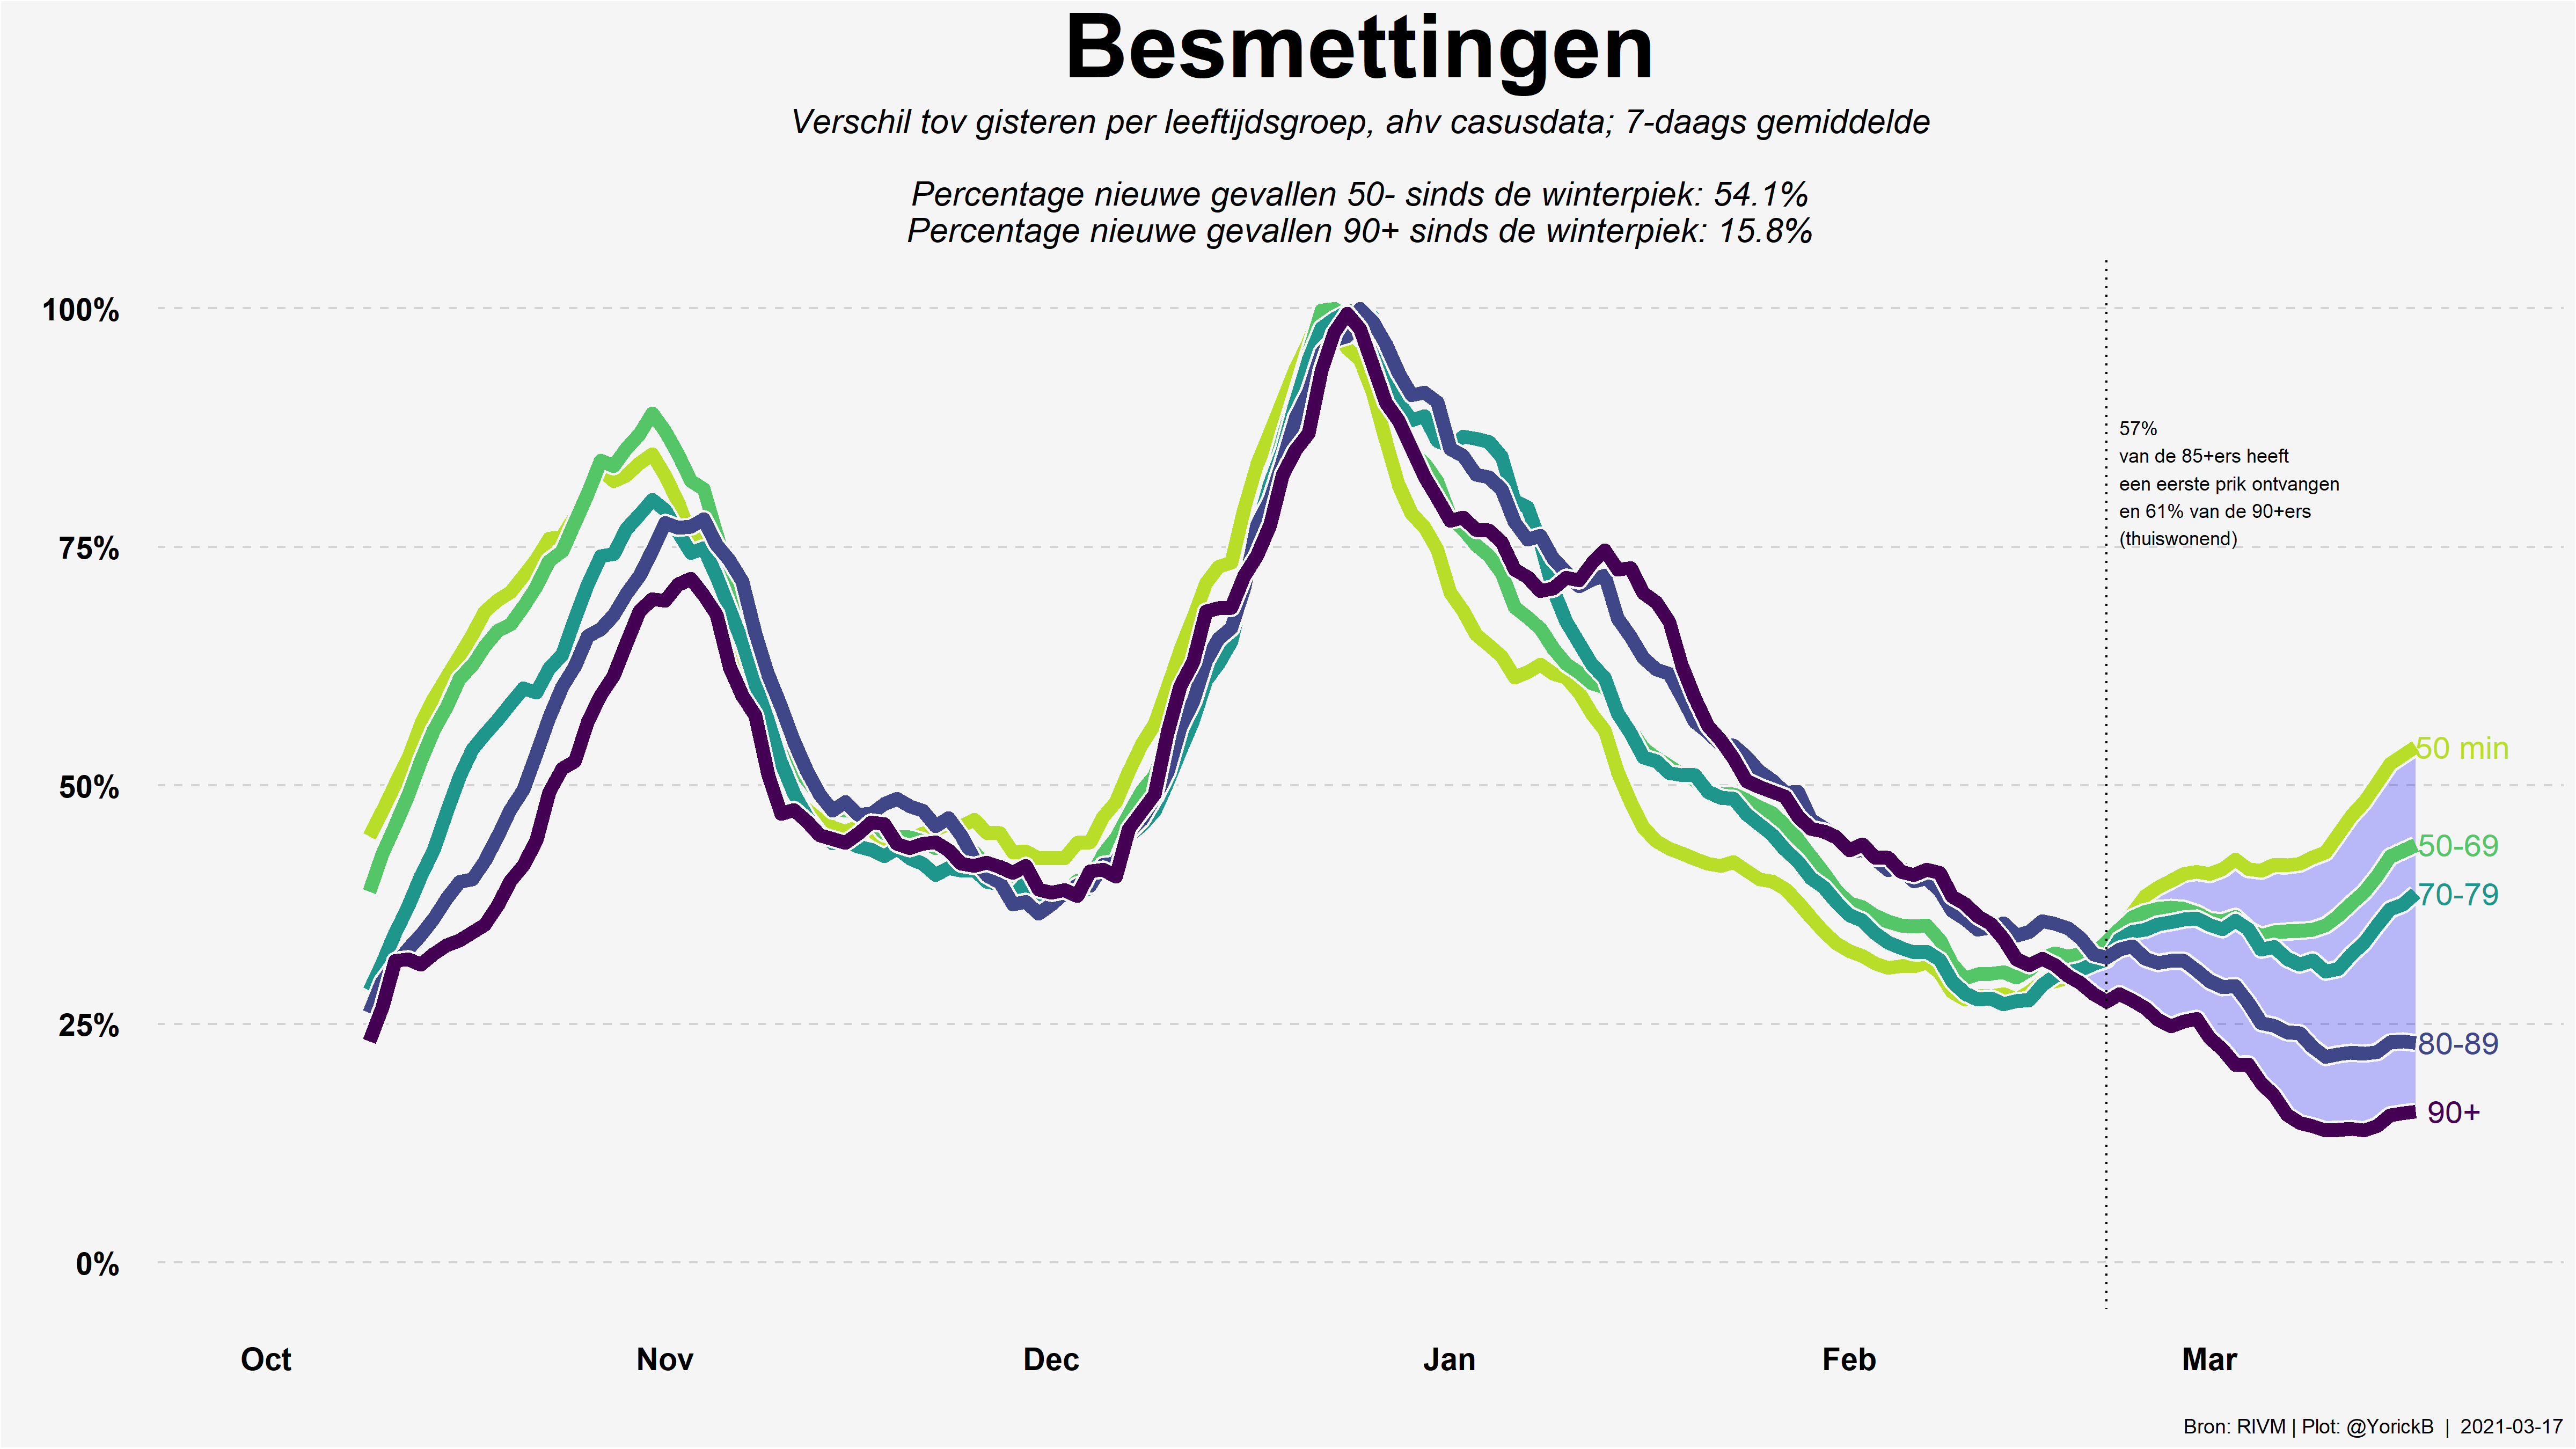 Besmettingen
Verschil tov gisteren per leeftijdsgroep, ahv casusdata; 7-daags gemiddelde
Percentage nieuwe gevallen 50- sinds de winterpiek: 54.1%
Percentage nieuwe gevallen 90+ sinds de winterpiek: 15.8%
100%
75%
50%
25%
0%
57%
van de 85+ers heeft
een eerste prik ontvangen
en 61% van de 90+ers
(thuiswonend)
50 min
50-69
70-79
80-89
90+
Oct
Nov
Dec
Jan
Feb
Mar
Bron: RIVM | Plot: @YorickB | 2021-03-17